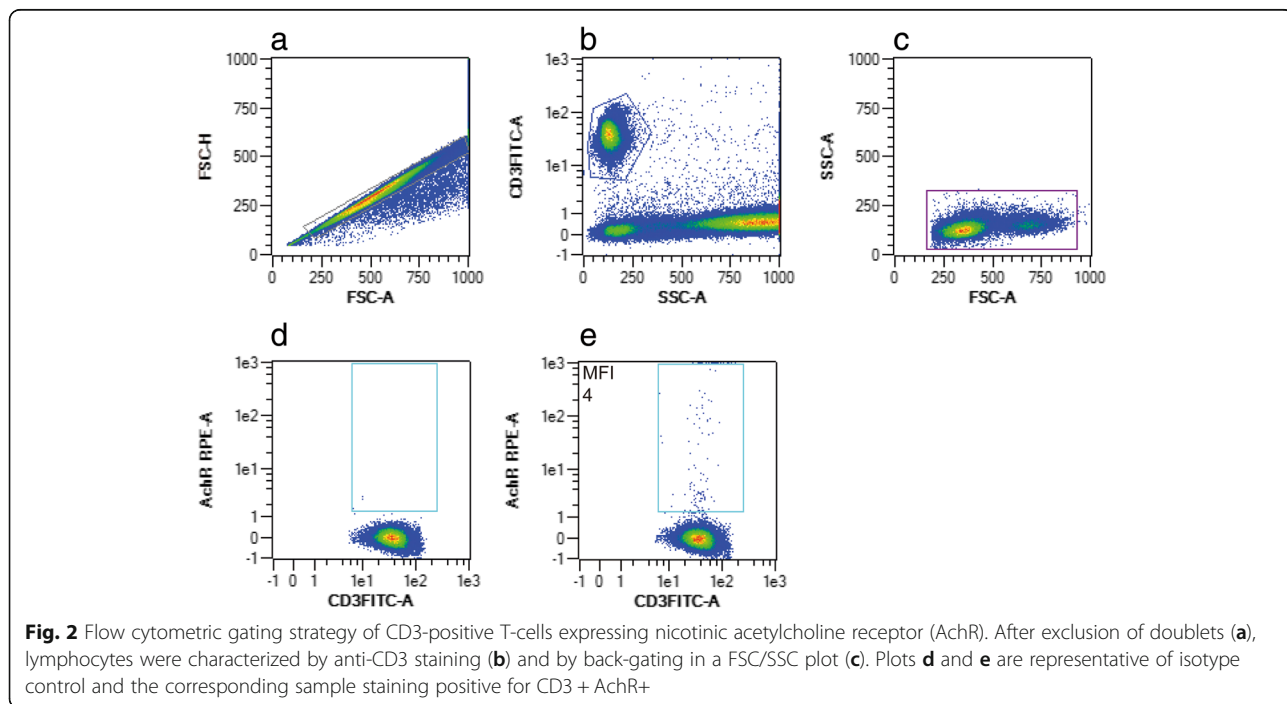 a
b
c
1000
750
500
250
0
FSC-H
0 250 500 750 1000
FSC-A
1e3
1e2
1e1
1
0
-1
CD3FITC-A
0 250 500 750 1000
SSC-A
1000
750
500
250
0
SSC-A
0 250 500 750 1000
FSC-A
d
e
1e3
1e2
1e1
1
0
-1
AchR RPE-A
-1 0 1 1e1 1e2 1e3
CD3FITC-A
MFI
4
1e3
1e2
1e1
1
0
-1
AchR RPE-A
-1 0 1 1e1 1e2 1e3
CD3FITC-A
Fig. 2 Flow cytometric gating strategy of CD3-positive T-cells expressing nicotinic acetylcholine receptor (AchR). After exclusion of doublets (a),
lymphocytes were characterized by anti-CD3 staining (b) and by back-gating in a FSC/SSC plot (c). Plots d and e are representative of isotype
control and the corresponding sample staining positive for CD3 + AchR+